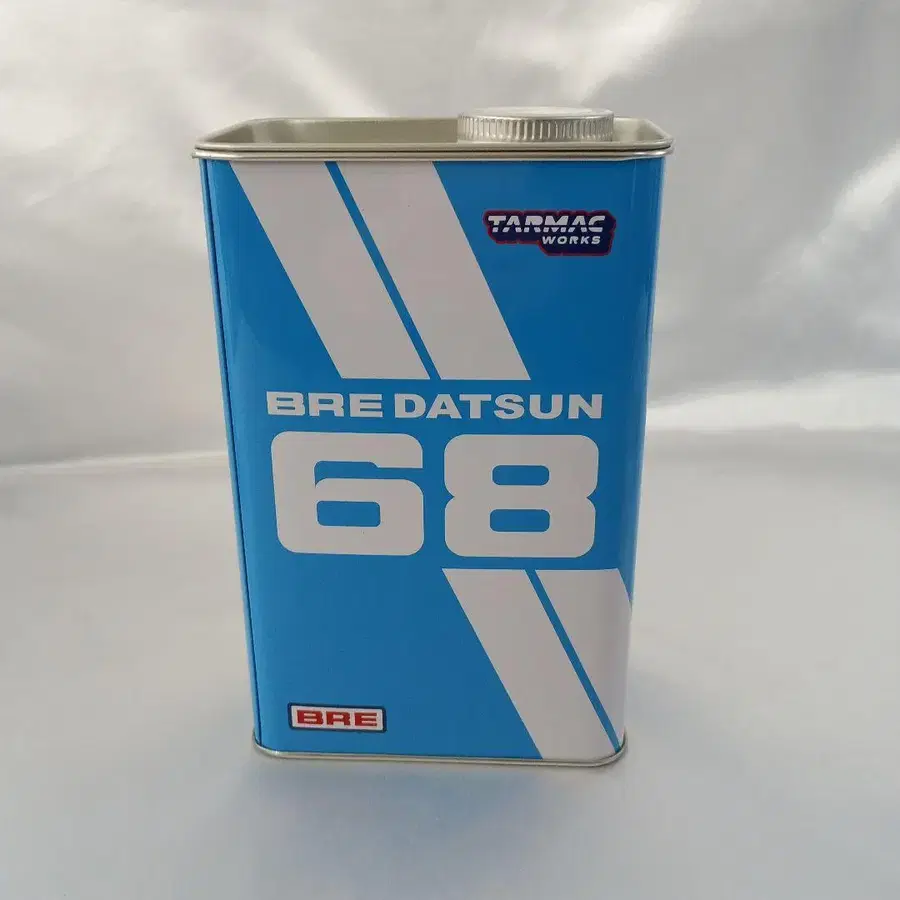 TARMAC
WORKS
BRE DATSUN
68
BRE